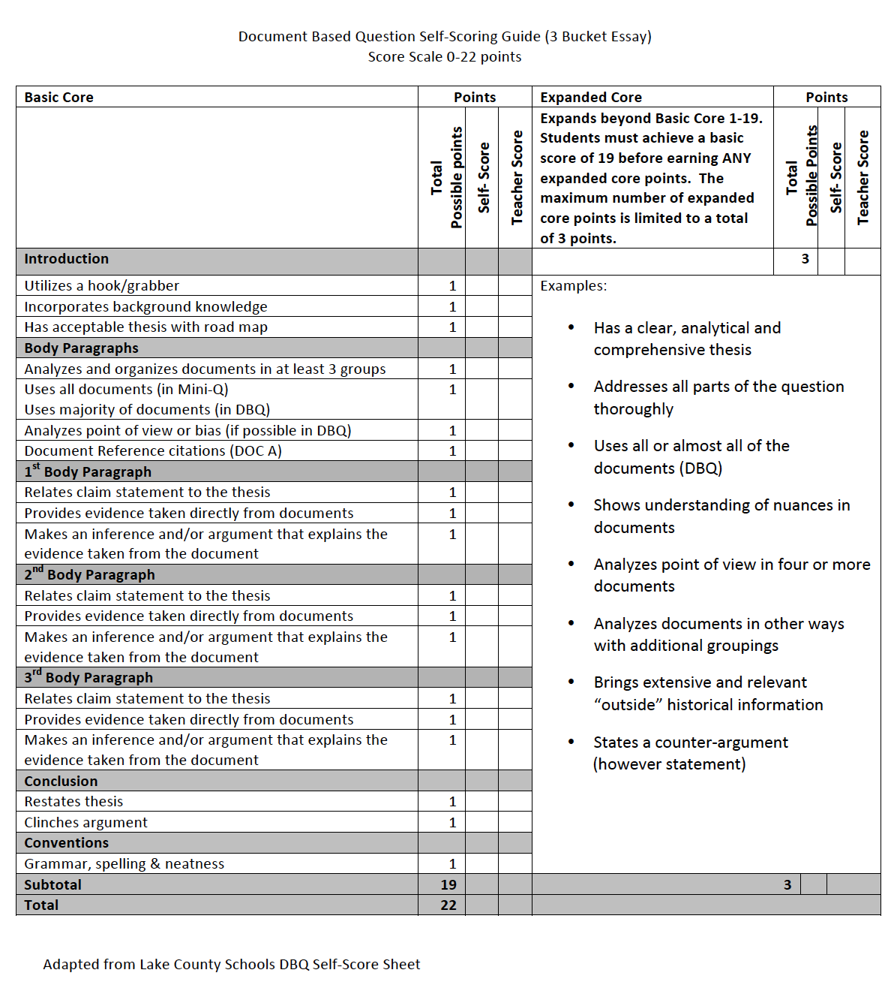 Document Based Question Self-Scoring Guide (3 Bucket Essay)
Score Scale 0-22 points
Basic Core
Points
Expanded Core
Points
Total
Possible points
Self- Score
Teacher Score
Expands beyond Basic Core 1-19.
Students must achieve a basic
score of 19 before earning ANY
expanded core points.  The
maximum number of expanded
core points is limited to a total
of 3 points.
Total
Possible Points
Self- Score
Teacher Score
Introduction
3
Utilizes a hook/grabber 1
Incorporates background knowledge 1
Has acceptable thesis with road map 1
Body Paragraphs
Analyzes and organizes documents in at least 3 groups 1
Uses all documents (in Mini-Q) 1
Uses majority of documents (in DBQ)
Analyzes point of view or bias (if possible in DBQ) 1
Document Reference citations (DOC A) 1
1st Body Paragraph
Relates claim statement to the thesis 1
Provides evidence taken directly from documents 1
Makes an inference and/or argument that explains the 1
evidence taken from the document
2nd Body Paragraph
Relates claim statement to the thesis 1
Provides evidence taken directly from documents 1
Makes an inference and/or argument that explains the 1
evidence taken from the document
3rd Body Paragraph
Relates claim statement to the thesis 1
Provides evidence taken directly from documents 1
Makes an inference and/or argument that explains the 1
evidence taken from the document
Conclusion
Restates thesis 1
Clinches argument 1
Conventions
Grammar, spelling & neatness 1
Examples:
• Has a clear, analytical and
comprehensive thesis
• Addresses all parts of the question
thoroughly
• Uses all or almost all of the
documents (DBQ)
• Shows understanding of nuances in
documents
• Analyzes point of view in four or more
documents
• Analyzes documents in other ways
with additional groupings
• Brings extensive and relevant
“outside” historical information
• States a counter-argument
(however statement)
Subtotal 19 3
Total 22
Adapted from Lake County Schools DBQ Self-Score Sheet